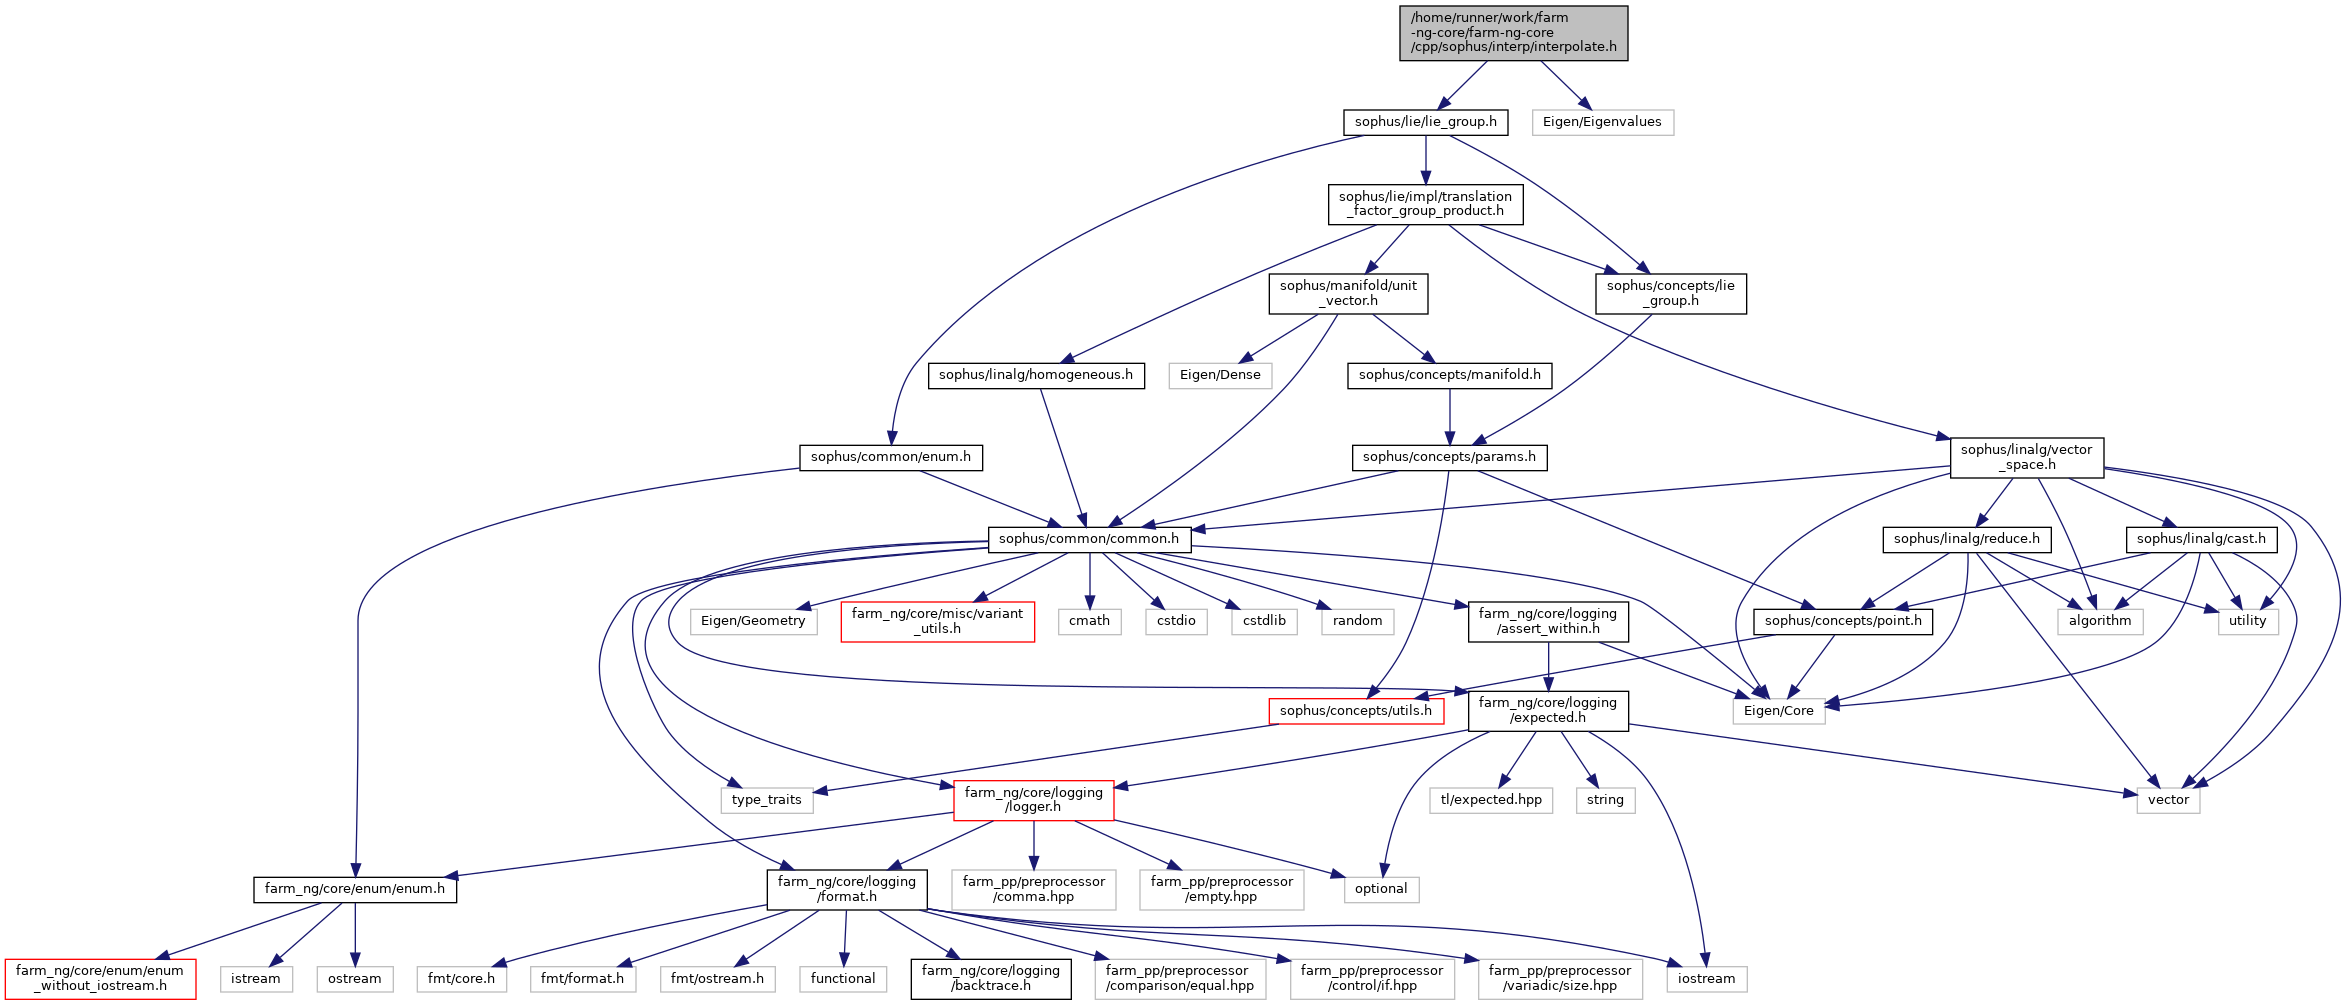 /home/runner/work/farm
-ng-core/farm-ng-core
/cpp/sophus/interp/interpolate.h
sophus/lie/lie_group.h
Eigen/Eigenvalues
sophus/lie/impl/translation
_factor_group_product.h
sophus/manifold/unit
_vector.h
sophus/concepts/lie
_group.h
sophus/linalg/homogeneous.h
Eigen/Dense
sophus/concepts/manifold.h
sophus/common/enum.h
sophus/concepts/params.h
sophus/linalg/vector
_space.h
sophus/common/common.h
sophus/linalg/reduce.h
sophus/linalg/cast.h
Eigen/Geometry
farm_ng/core/misc/variant
_utils.h
cmath
cstdio
cstdlib
random
farm_ng/core/logging
/assert_within.h
sophus/concepts/point.h
algorithm
utility
sophus/concepts/utils.h
farm_ng/core/logging
/expected.h
Eigen/Core
type_traits
farm_ng/core/logging
/logger.h
tl/expected.hpp
string
vector
farm_ng/core/enum/enum.h
farm_ng/core/logging
/format.h
farm_pp/preprocessor
/comma.hpp
farm_pp/preprocessor
/empty.hpp
optional
farm_ng/core/enum/enum
_without_iostream.h
istream
ostream
fmt/core.h
fmt/format.h
fmt/ostream.h
functional
farm_ng/core/logging
/backtrace.h
farm_pp/preprocessor
/comparison/equal.hpp
farm_pp/preprocessor
/control/if.hpp
farm_pp/preprocessor
/variadic/size.hpp
iostream